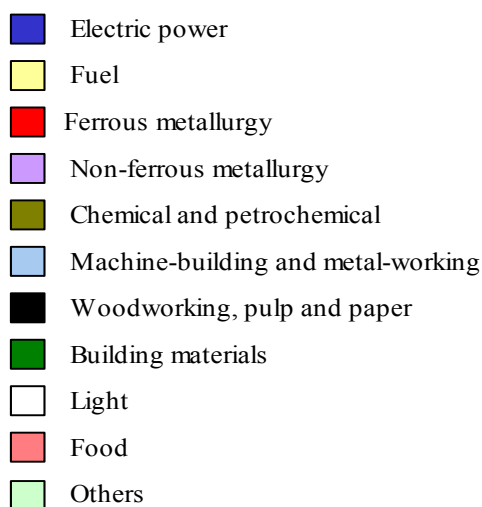 Electric power
Fuel
Ferrous metallurgy
Non-ferrous metallurgy
Chemical and petrochemical
Machine-building and metal-working
Woodworking, pulp and paper
Building materials
Light
Food
Others